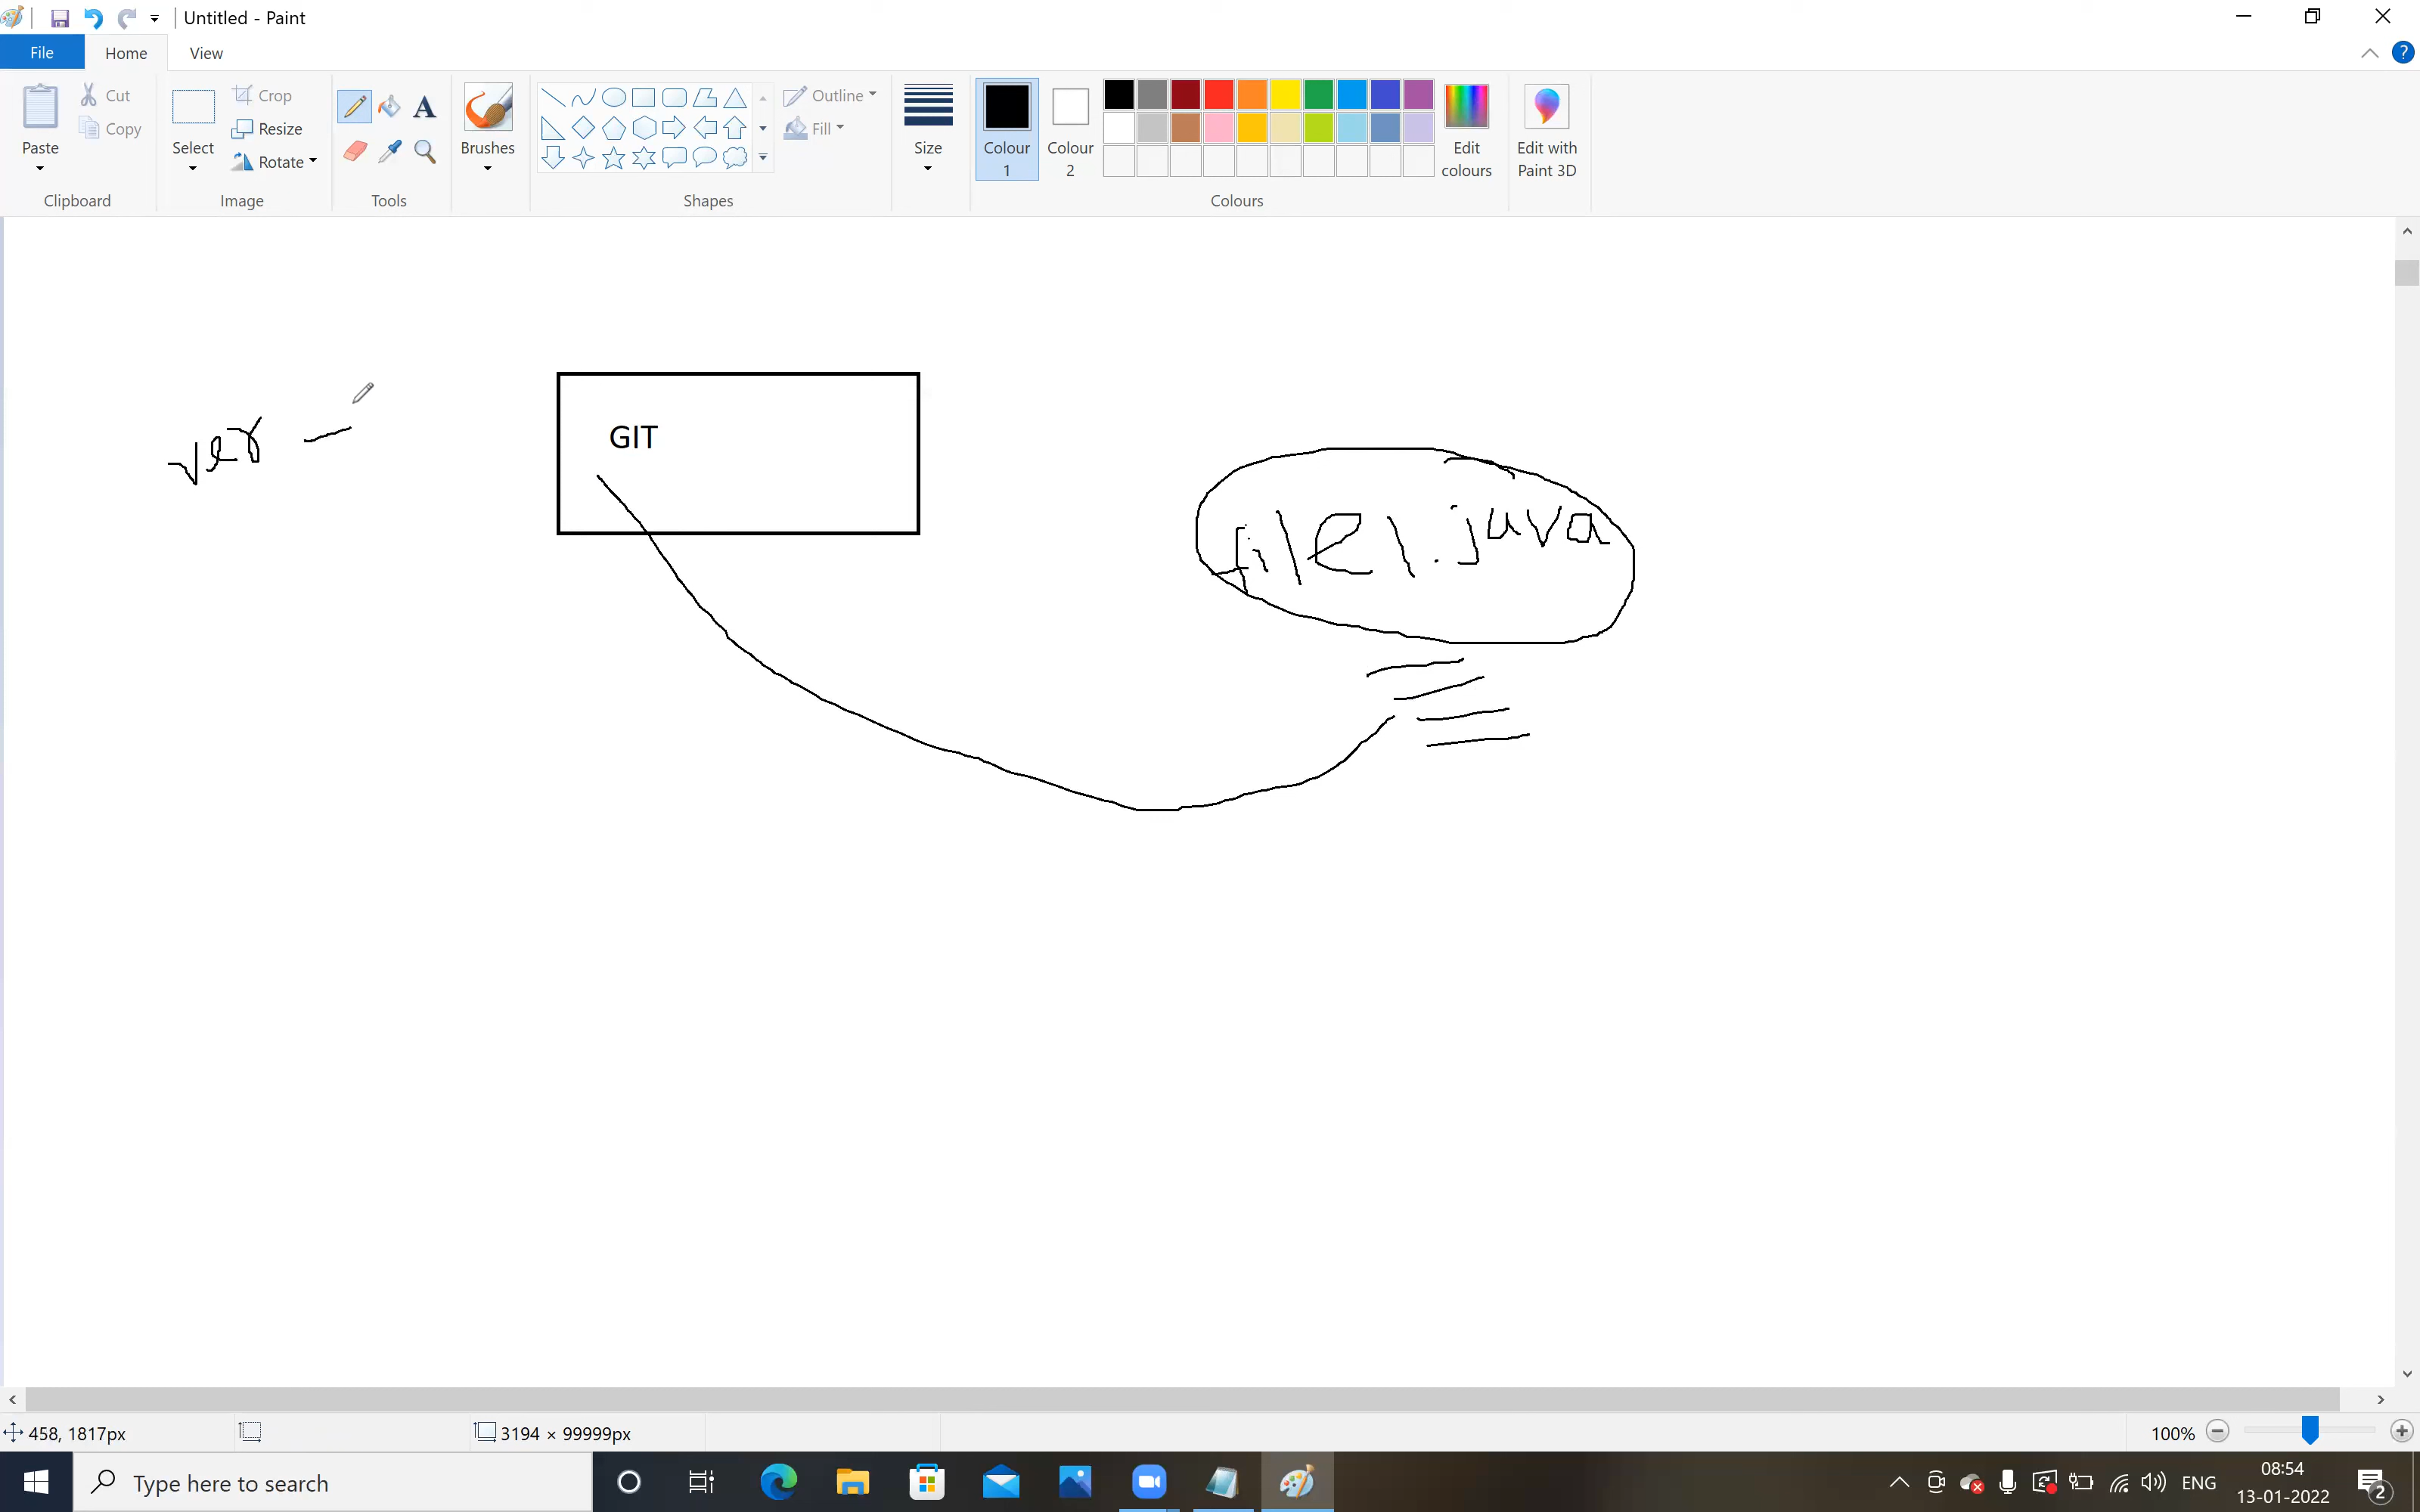 Untitled - Paint
File Home View
Paste
Cut
Copy
Clipboard
Select
Crop
Resize
Rotate
Image
A
Tools
Brushes
Outline
Fill
Shapes
Size
Colour 1
Colour 2
Edit colours
Colours
Edit with Paint 3D
ver -
GIT
file1.java
458, 1817px
3194 × 99999px
100%
Type here to search
ENG
08:54
13-01-2022
2